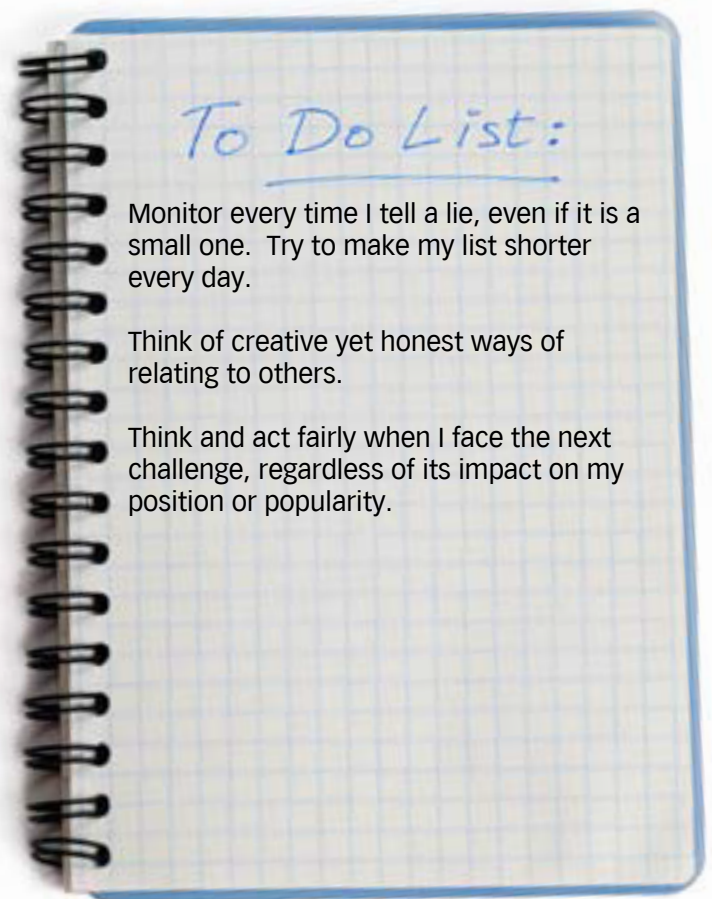 To Do List:
Monitor every time I tell a lie, even if it is a
small one.  Try to make my list shorter
every day.
Think of creative yet honest ways of
relating to others.
Think and act fairly when I face the next
challenge, regardless of its impact on my
position or popularity.